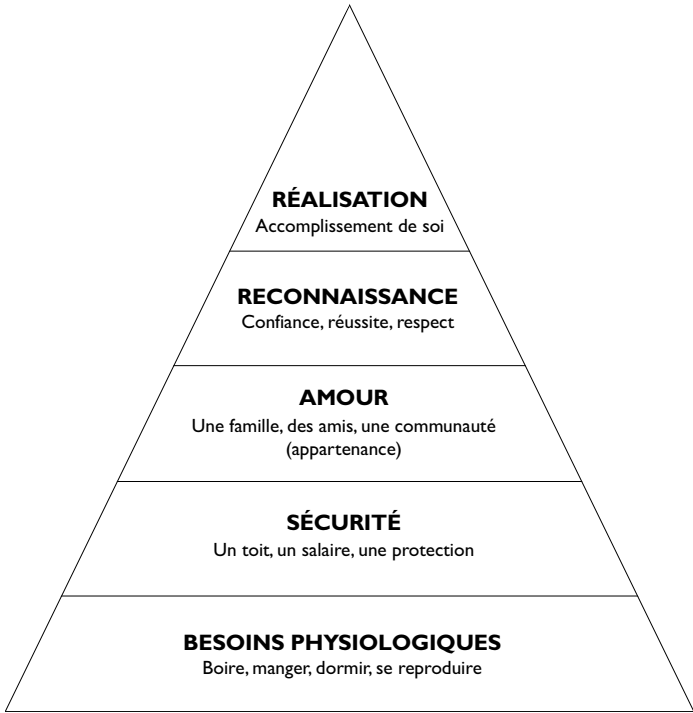 RÉALISATION
Accomplissement de soi
RECONNAISSANCE
Confiance, réussite, respect
AMOUR
Une famille, des amis, une communauté
(appartenance)
SÉCURITÉ
Un toit, un salaire, une protection
BESOINS PHYSIOLOGIQUES
Boire, manger, dormir, se reproduire